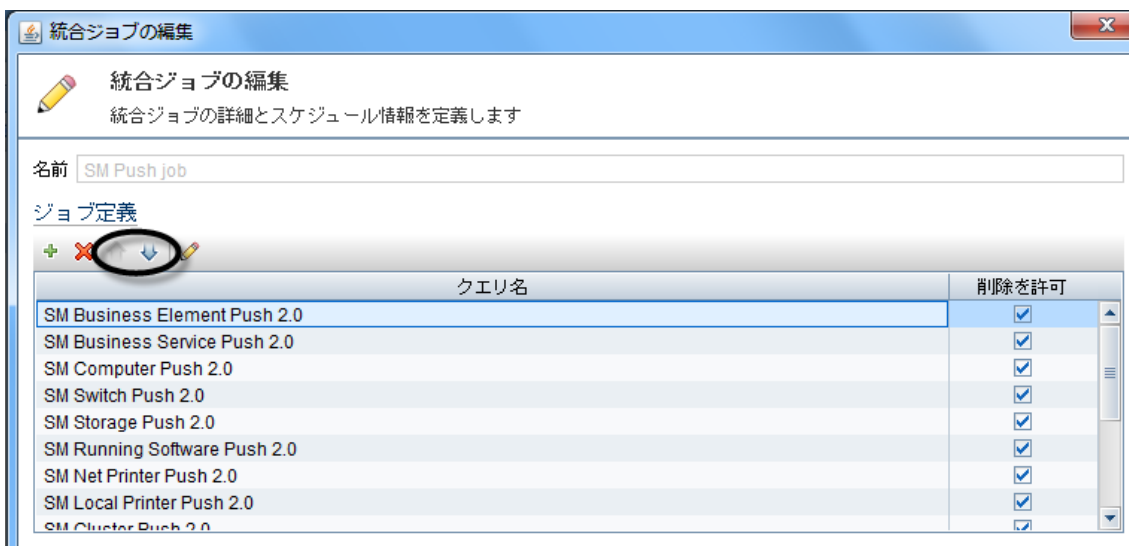 統合ジョブの編集
統合ジョブの編集
統合ジョブの詳細とスケジュール情報を定義します
名前 SM Push job
ジョブ定義
クエリ名 削除を許可
SM Business Element Push 2.0
SM Business Service Push 2.0
SM Computer Push 2.0
SM Switch Push 2.0
SM Storage Push 2.0
SM Running Software Push 2.0
SM Net Printer Push 2.0
SM Local Printer Push 2.0
SM Cluster Push 2.0